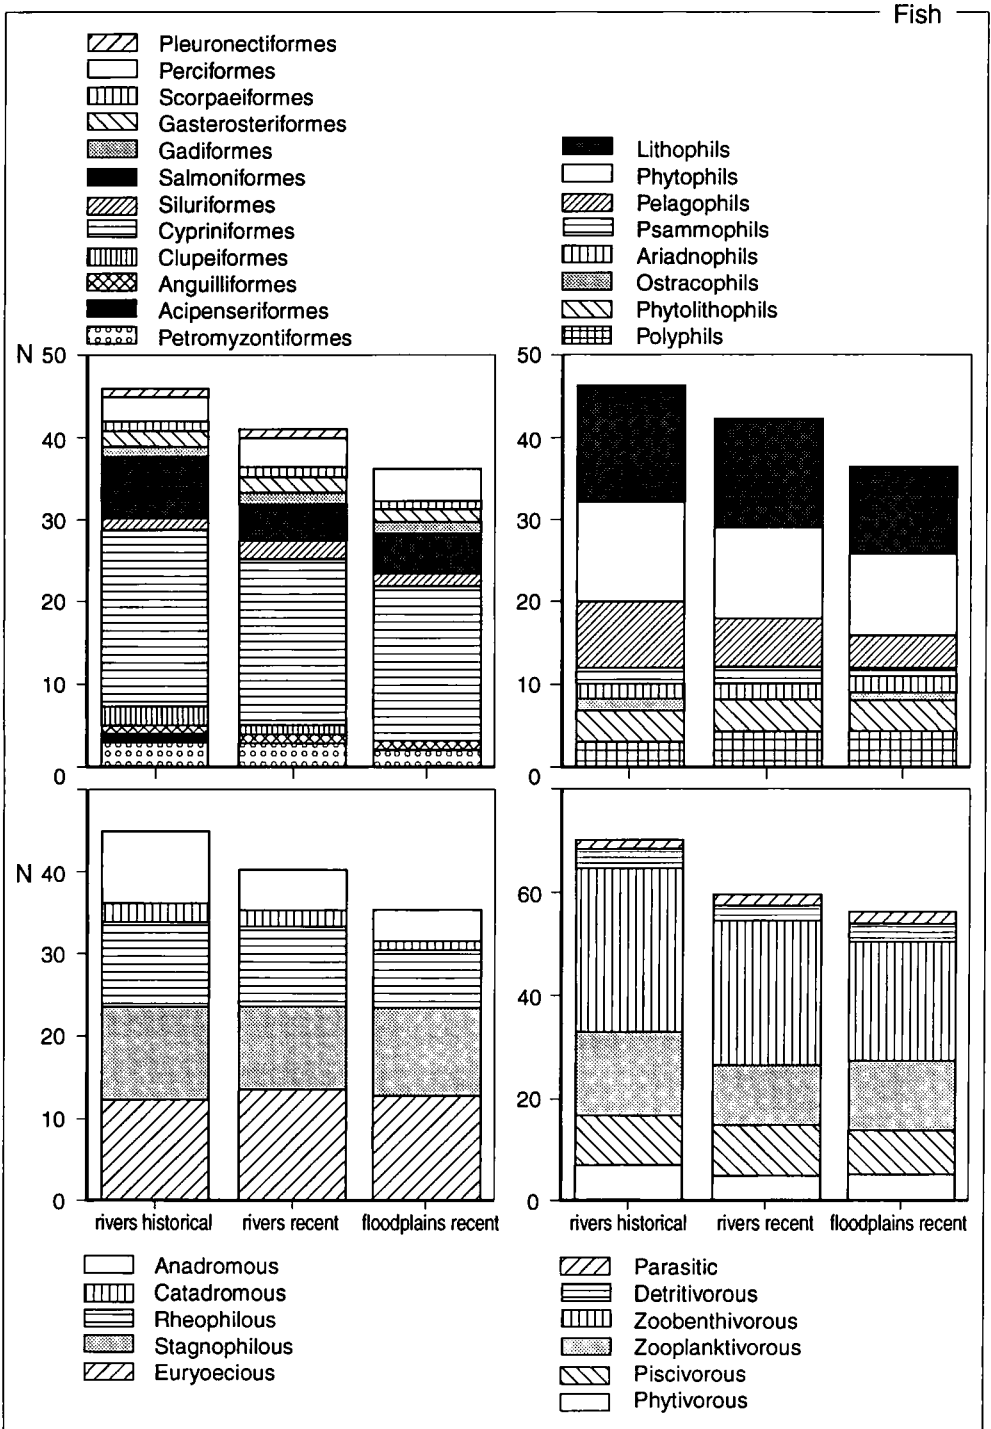 Fish
Pleuronectiformes
Perciformes
Scorpaeiformes
Gasterosteriformes
Gadiformes
Salmoniformes
Siluriformes
Cypriniformes
Clupeiformes
Anguilliformes
Acipenseriformes
Petromyzontiformes
Lithophils
Phytophils
Pelagophils
Psammophils
Ariadnophils
Ostracophils
Phytolithophils
Polyphils
N 50
40
30
20
10
0
50
40
30
20
10
0
N 40
30
20
10
0
rivers historical rivers recent floodplains recent
60
40
20
0
rivers historical rivers recent floodplains recent
Anadromous
Catadromous
Rheophilous
Stagnophilous
Euryoecious
Parasitic
Detritivorous
Zoobenthivorous
Zooplanktivorous
Piscivorous
Phytivorous